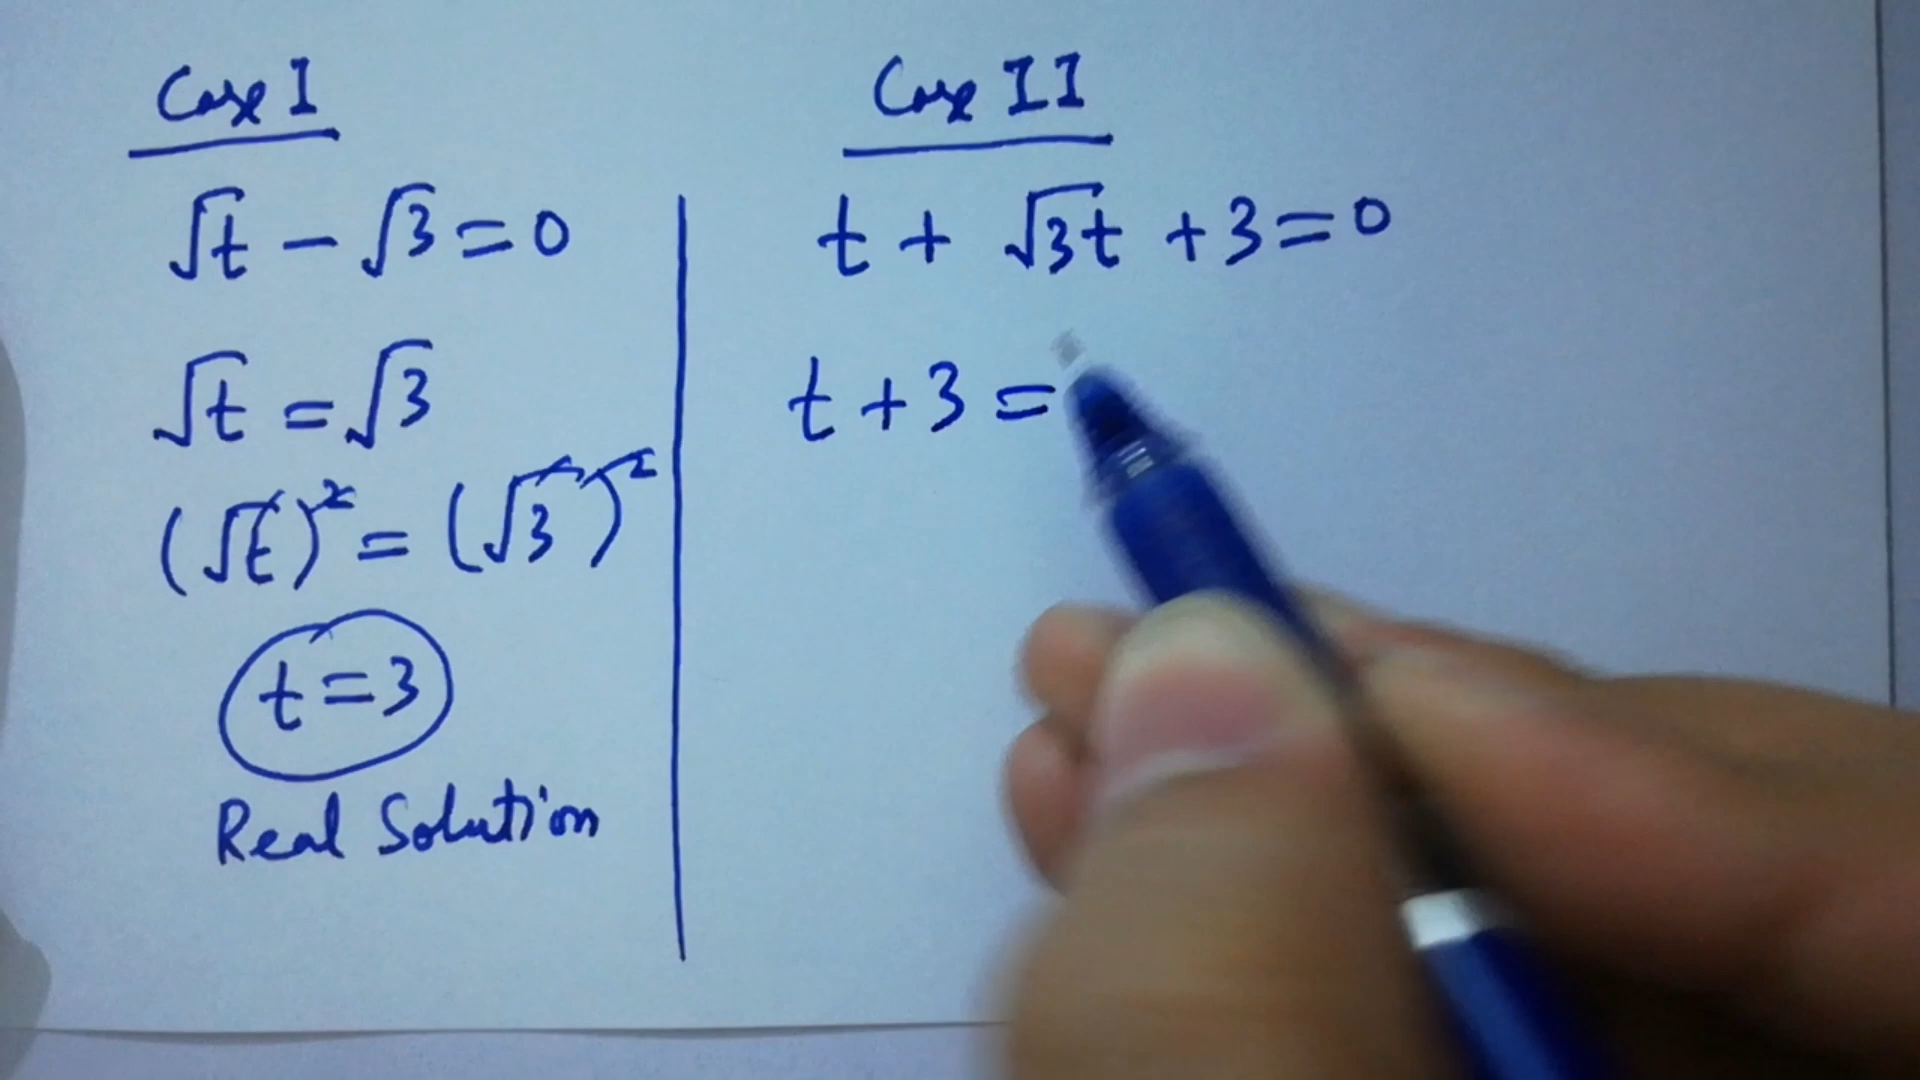 Case I
√t − √3 = 0
√t = √3
(√t)² = (√3)²
t = 3
Real Solution
Case II
t + √3t + 3 = 0
t + 3 =